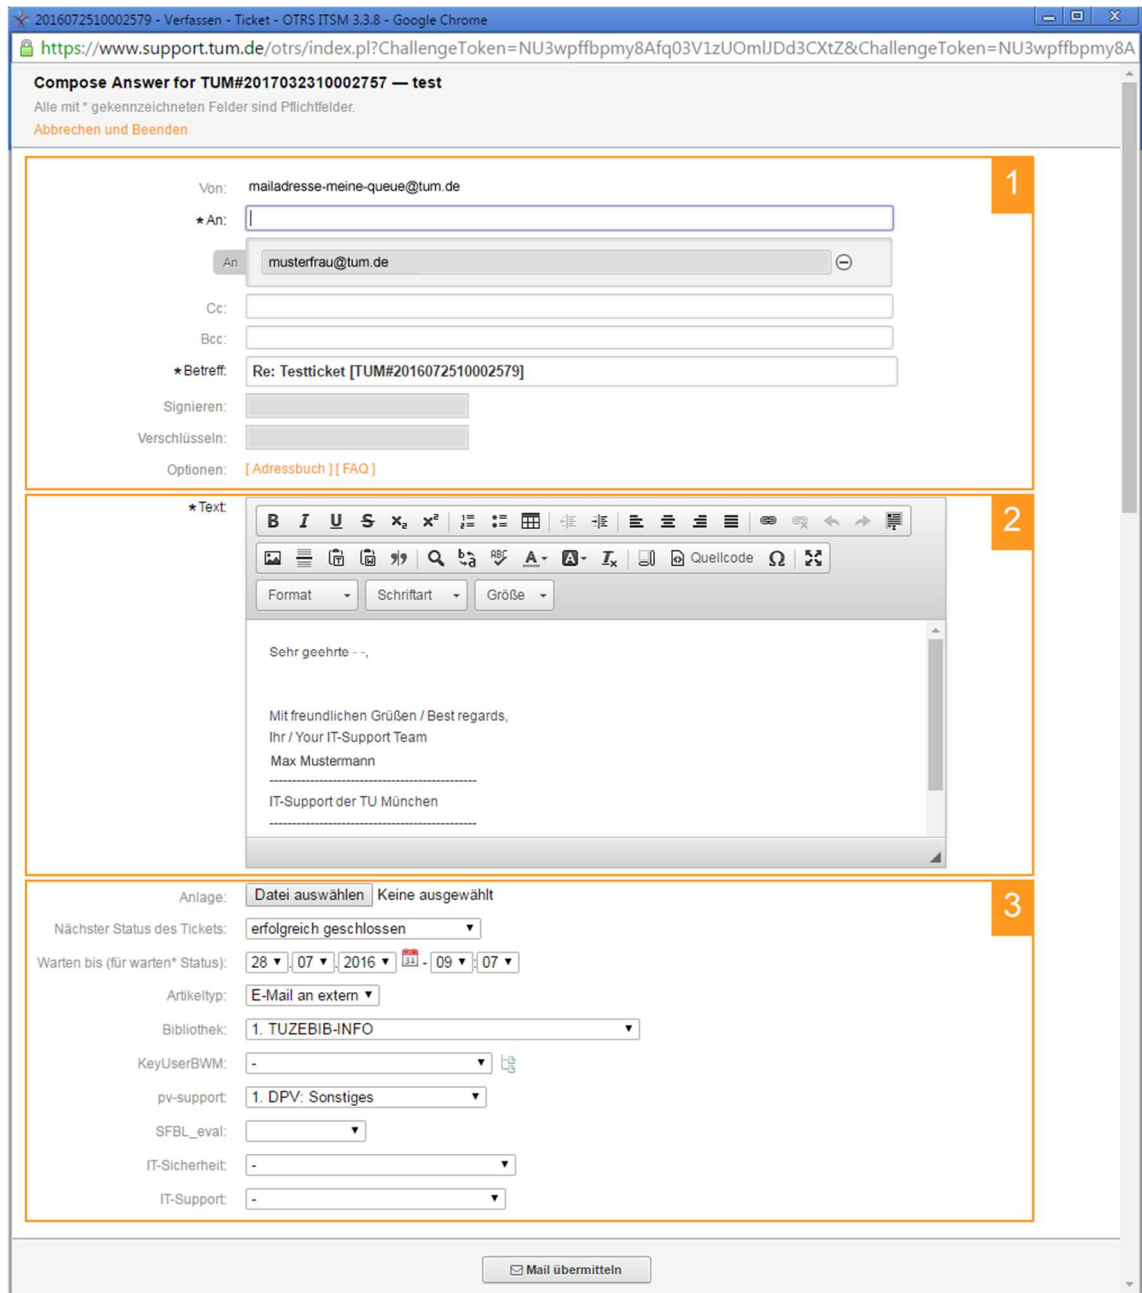 2016072510002579 - Verfassen - Ticket - OTRS ITSM 3.3.8 - Google Chrome
https://www.support.tum.de/otrs/index.pl?ChallengeToken=NU3wpffbpmy8Afq03V1zUOmlJDd3CXtZ&ChallengeToken=NU3wpffbpmy8A
Compose Answer for TUM#2017032310002757 — test
Alle mit * gekennzeichneten Felder sind Pflichtfelder.
Abbrechen und Beenden
1
Von: mailadresse-meine-queue@tum.de
* An:
An musterfrau@tum.de
Cc:
Bcc:
* Betreff: Re: Testticket [TUM#2016072510002579]
Signieren:
Verschlüsseln:
Optionen: [ Adressbuch ] [ FAQ ]
2
* Text:
Quellcode
Format Schriftart Größe
Sehr geehrte - -,
Mit freundlichen Grüßen / Best regards,
Ihr / Your IT-Support Team
Max Mustermann
----------------------------------------------
IT-Support der TU München
----------------------------------------------
3
Anlage: Datei auswählen Keine ausgewählt
Nächster Status des Tickets: erfolgreich geschlossen
Warten bis (für warten* Status): 28 . 07 . 2016 31 - 09 : 07
Artikeltyp: E-Mail an extern
Bibliothek: 1. TUZEBIB-INFO
KeyUserBWM: -
pv-support: 1. DPV: Sonstiges
SFBL_eval:
IT-Sicherheit: -
IT-Support: -
Mail übermitteln